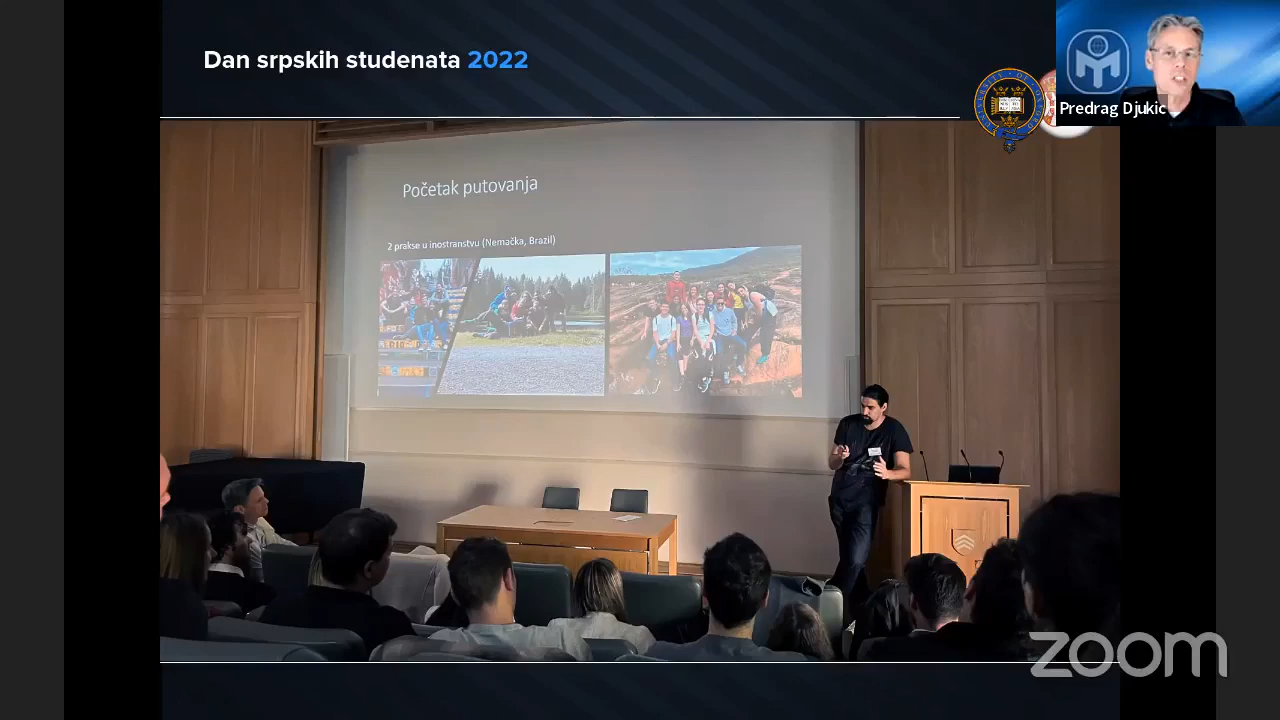 Dan srpskih studenata 2022
Predrag Djukic
Početak putovanja
2 prakse u inostranstvu (Nemačka, Brazil)
zoom